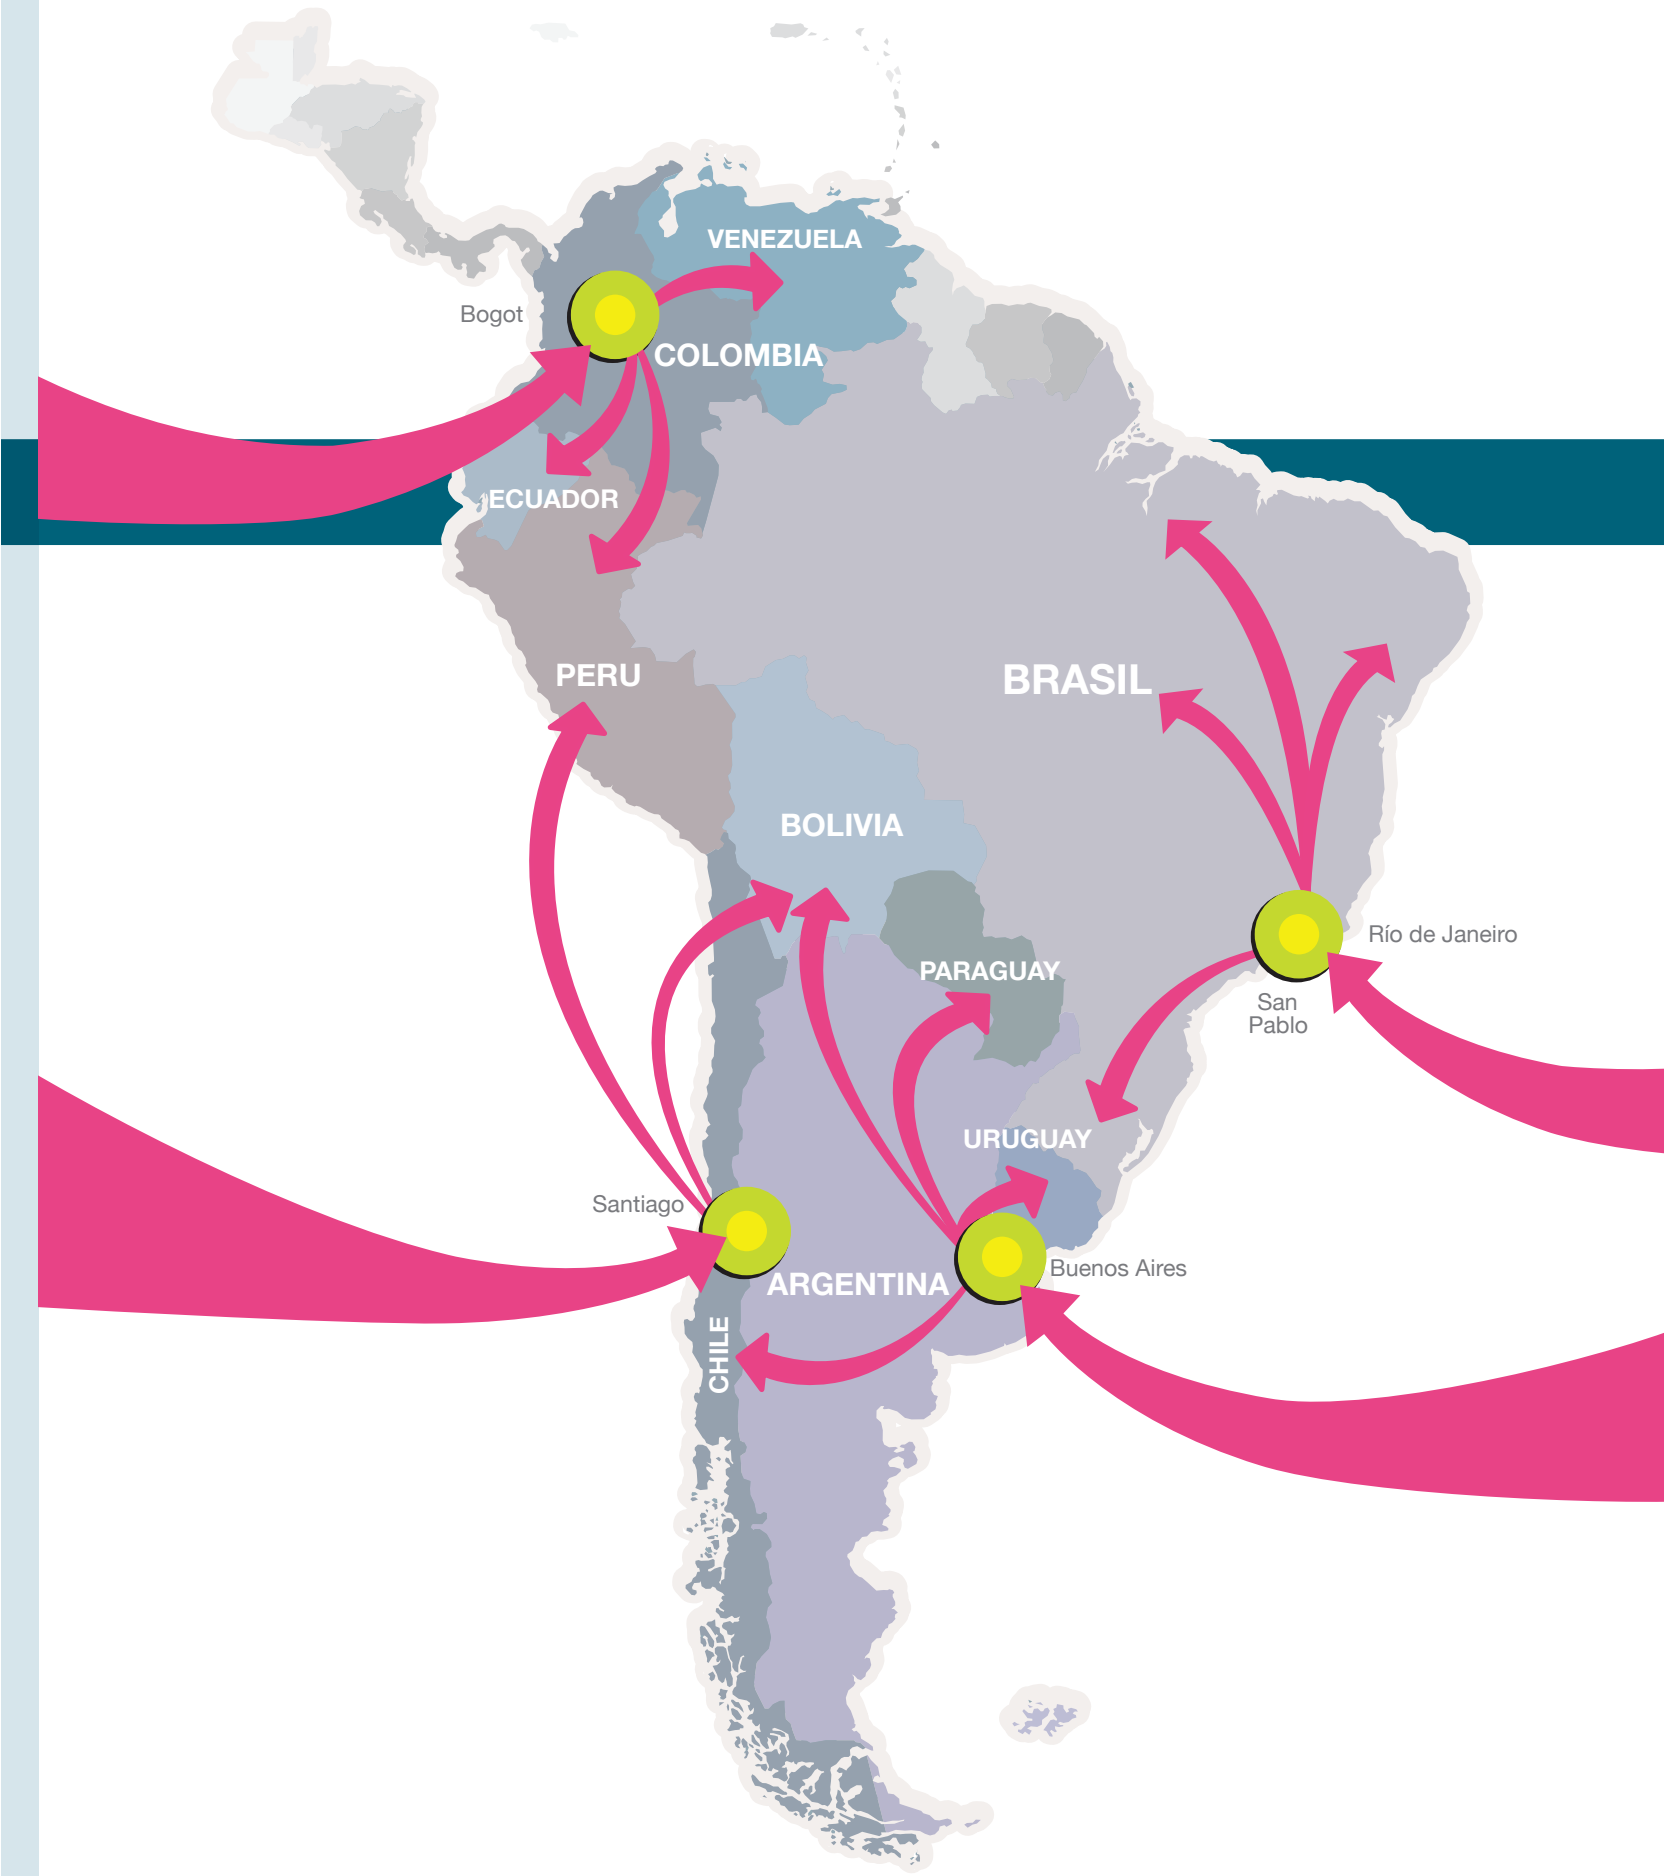 VENEZUELA
Bogot
COLOMBIA
ECUADOR
PERU
BRASIL
BOLIVIA
Río de Janeiro
PARAGUAY
San
Pablo
URUGUAY
Santiago
Buenos Aires
ARGENTINA
CHILE